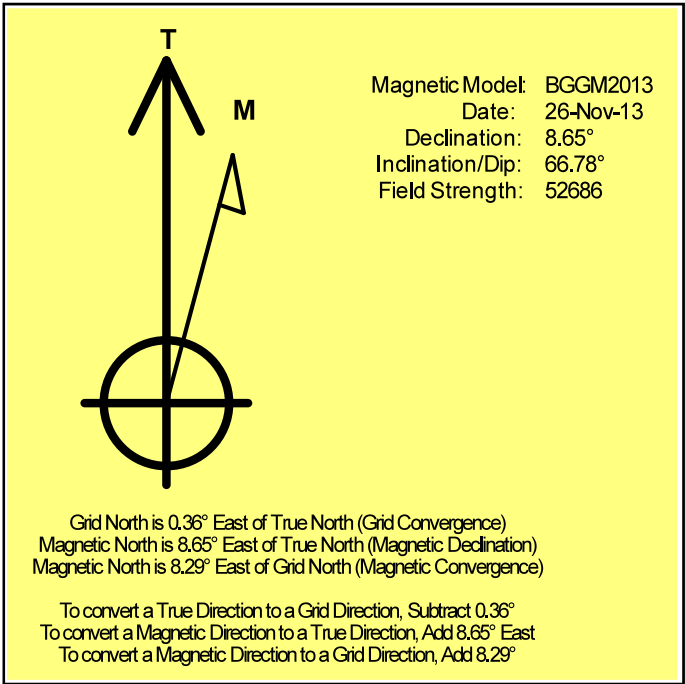 T
M
Magnetic Model: BGGM2013
Date: 26-Nov-13
Declination: 8.65°
Inclination/Dip: 66.78°
Field Strength: 52686
Grid North is 0.36° East of True North (Grid Convergence)
Magnetic North is 8.65° East of True North (Magnetic Declination)
Magnetic North is 8.29° East of Grid North (Magnetic Convergence)
To convert a True Direction to a Grid Direction, Subtract 0.36°
To convert a Magnetic Direction to a True Direction, Add 8.65° East
To convert a Magnetic Direction to a Grid Direction, Add 8.29°